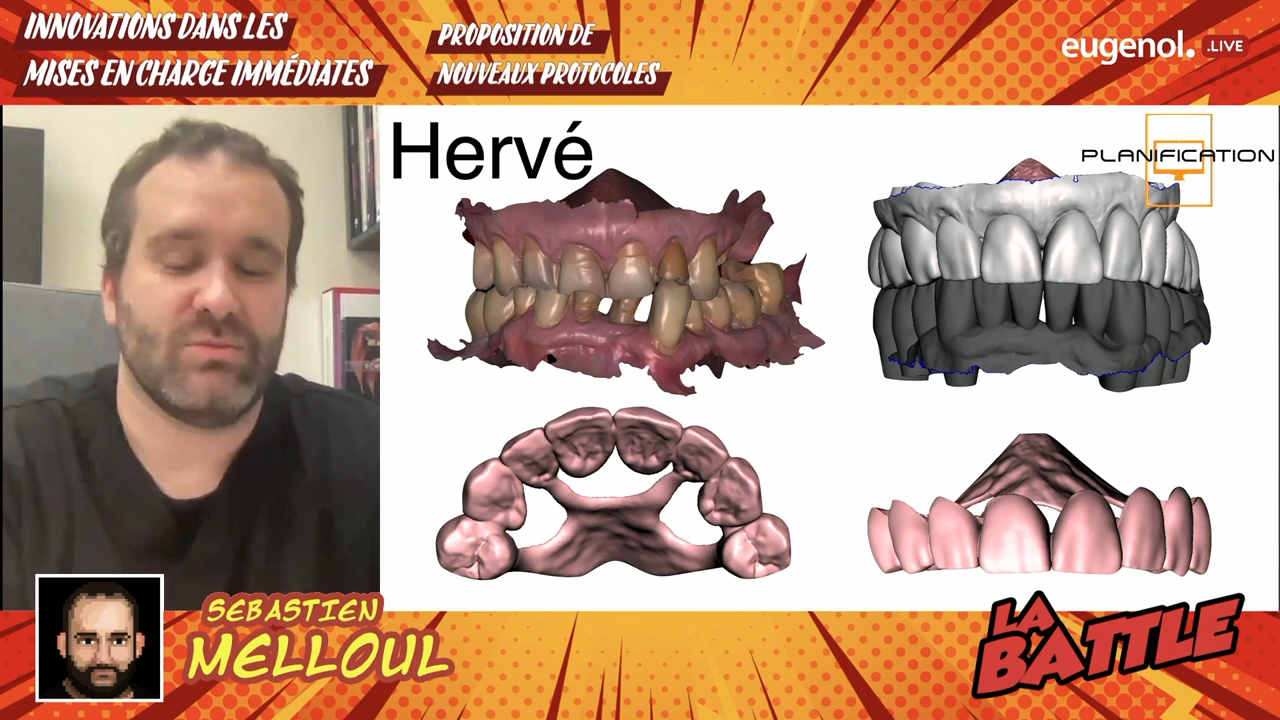 INNOVATIONS DANS LES
MISES EN CHARGE IMMÉDIATES
PROPOSITION DE
NOUVEAUX PROTOCOLES
eugenol. .LIVE
Hervé
PLANIFICATION
SEBASTIEN
MELLOUL
LA
BATTLE